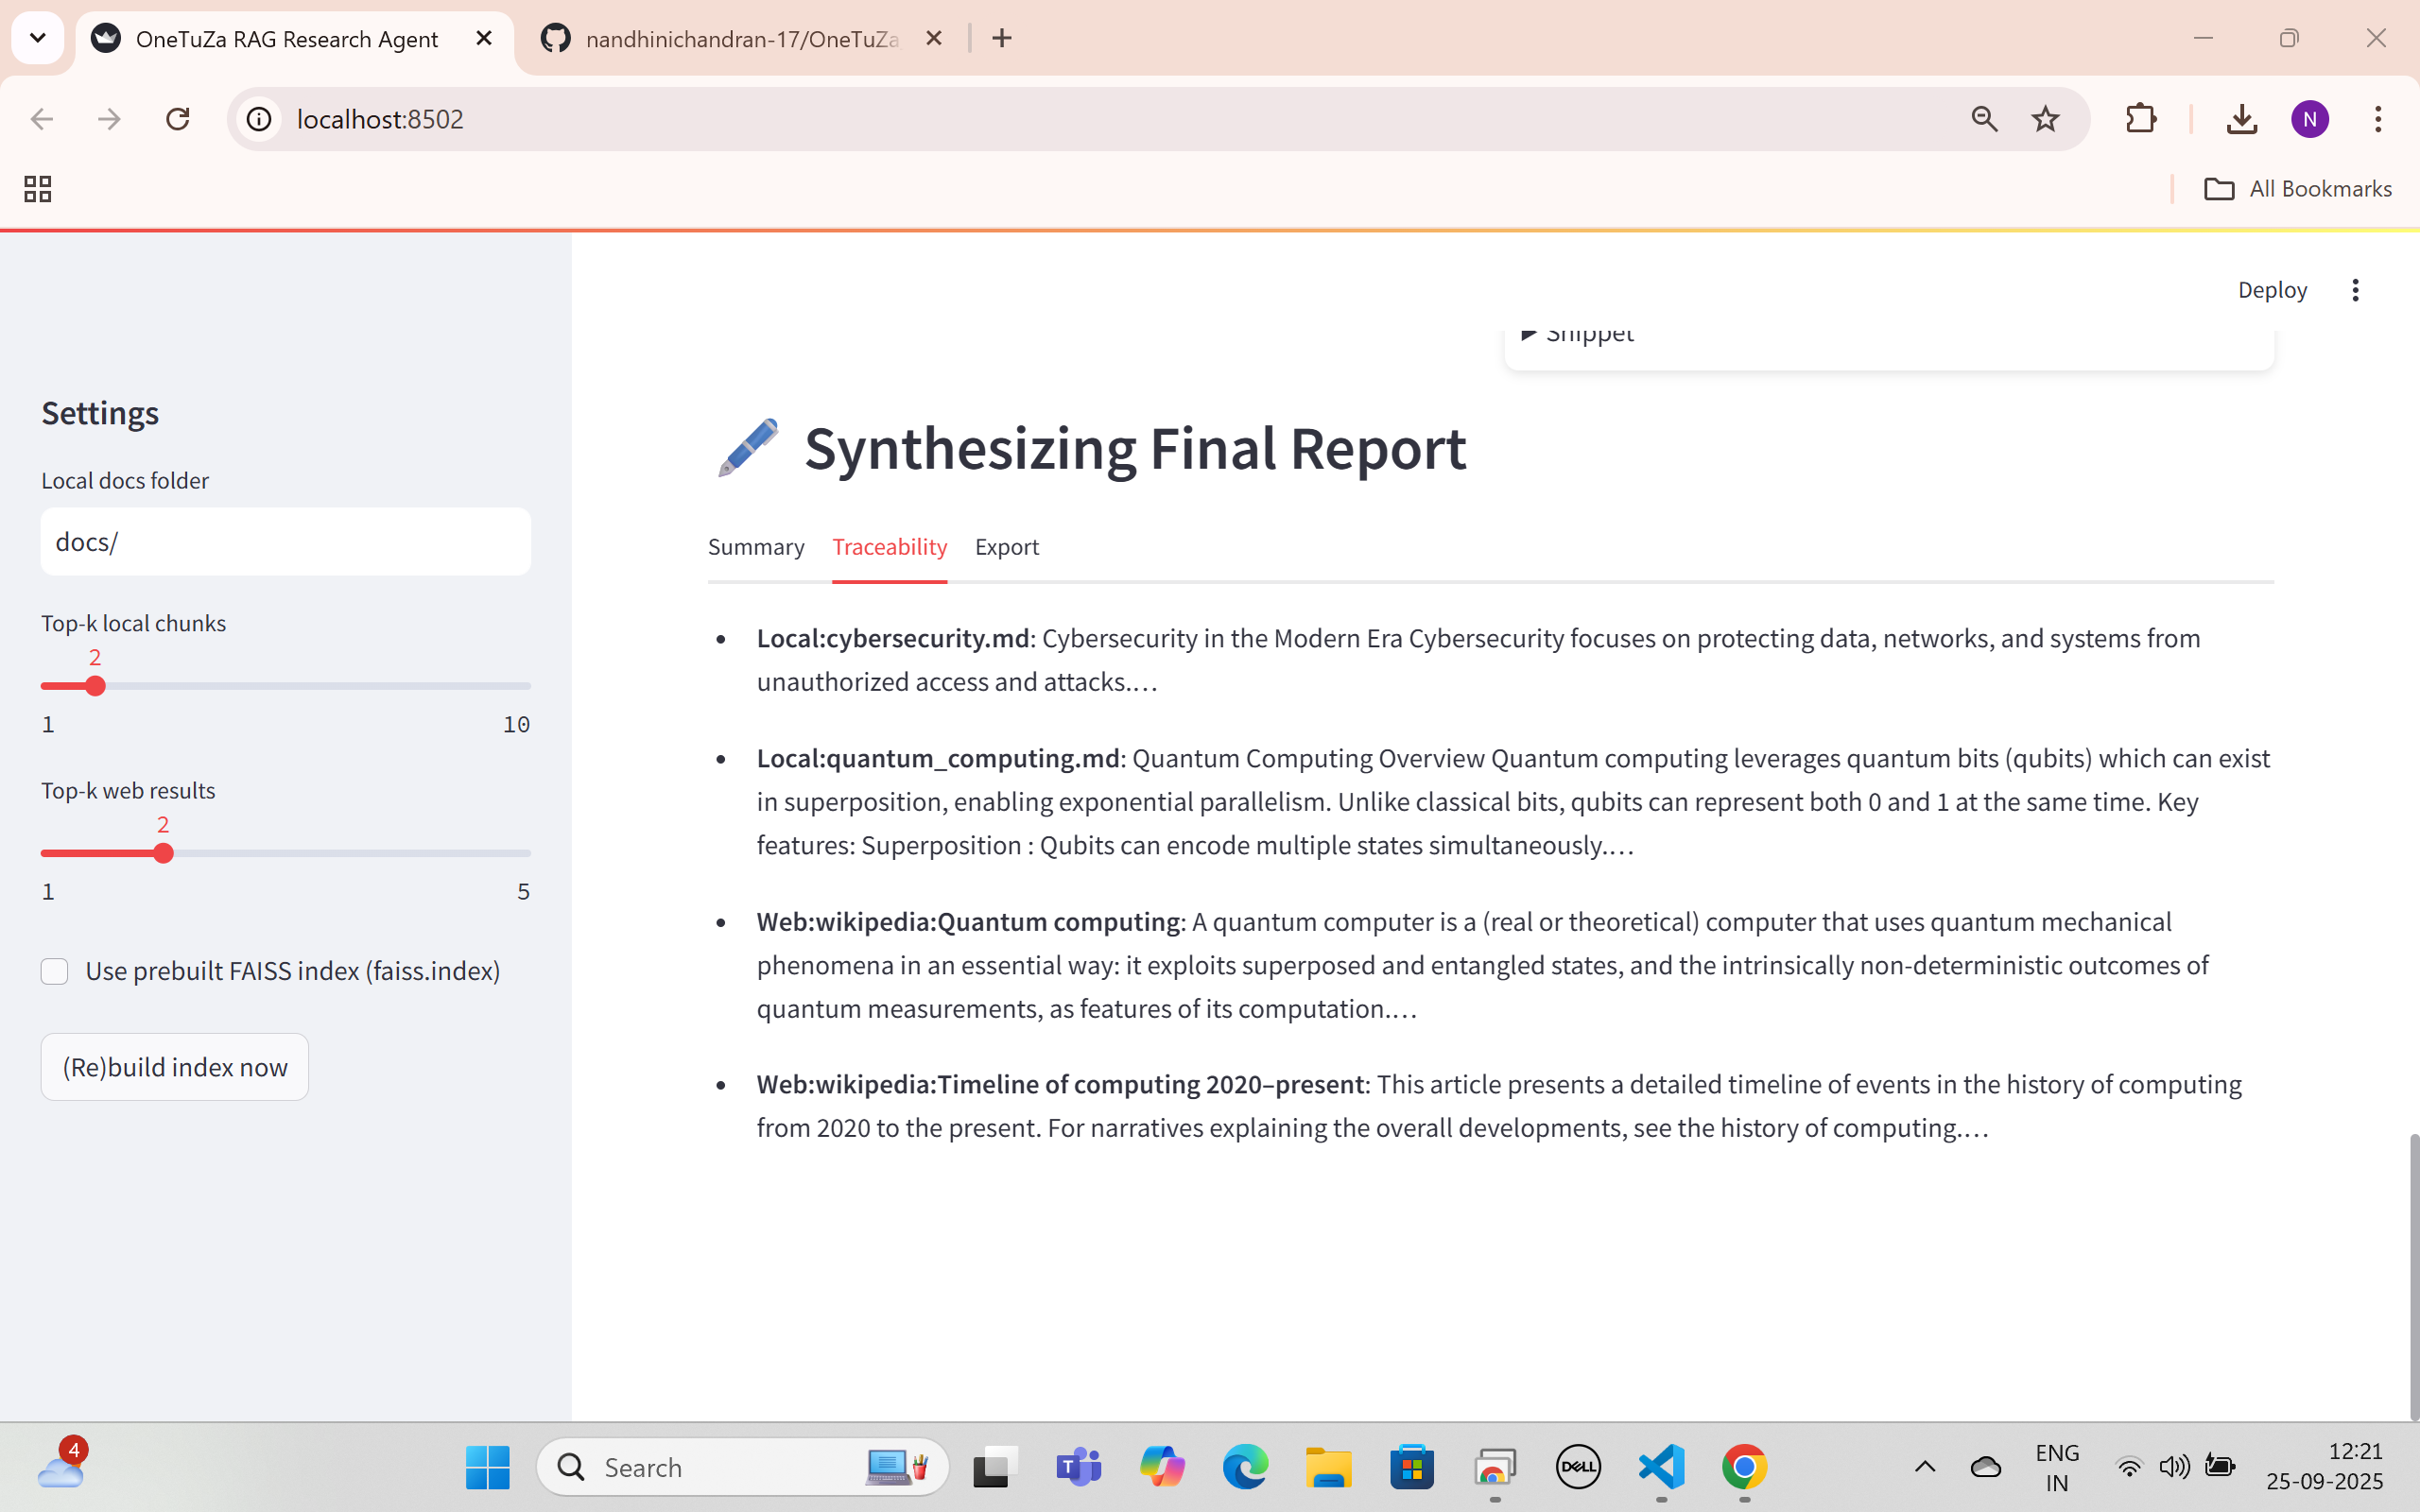 OneTuZa RAG Research Agent
nandhinichandran-17/OneTuZa
localhost:8502
N
All Bookmarks
Deploy
Snippet
Settings
Local docs folder
docs/
Top-k local chunks
2
1 10
Top-k web results
2
1 5
Use prebuilt FAISS index (faiss.index)
(Re)build index now
Synthesizing Final Report
Summary Traceability Export
Local:cybersecurity.md: Cybersecurity in the Modern Era Cybersecurity focuses on protecting data, networks, and systems from
unauthorized access and attacks.…
Local:quantum_computing.md: Quantum Computing Overview Quantum computing leverages quantum bits (qubits) which can exist
in superposition, enabling exponential parallelism. Unlike classical bits, qubits can represent both 0 and 1 at the same time. Key
features: Superposition : Qubits can encode multiple states simultaneously.…
Web:wikipedia:Quantum computing: A quantum computer is a (real or theoretical) computer that uses quantum mechanical
phenomena in an essential way: it exploits superposed and entangled states, and the intrinsically non-deterministic outcomes of
quantum measurements, as features of its computation.…
Web:wikipedia:Timeline of computing 2020–present: This article presents a detailed timeline of events in the history of computing
from 2020 to the present. For narratives explaining the overall developments, see the history of computing.…
4
Search
T
DELL
ENG
IN
12:21
25-09-2025